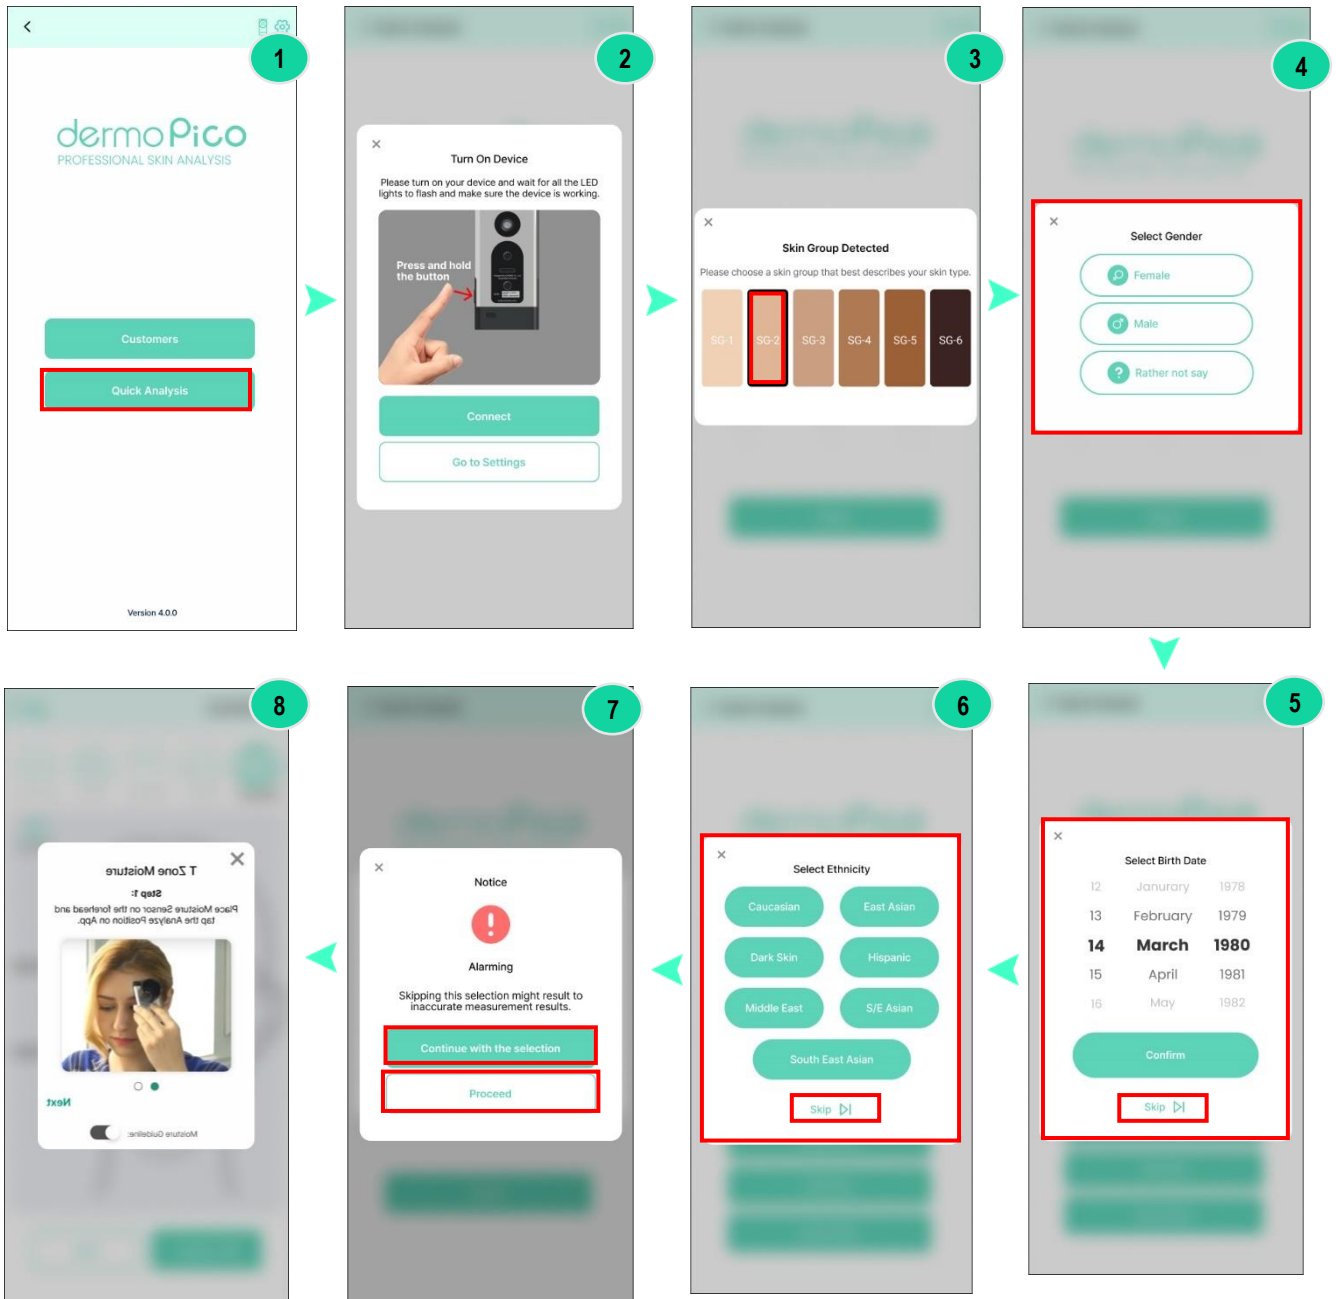 1
dermoPico
PROFESSIONAL SKIN ANALYSIS
Customers
Quick Analysis
Version 4.0.0
2
Turn On Device
Please turn on your device and wait for all the LED
lights to flash and make sure the device is working.
Press and hold
the button
Connect
Go to Settings
3
Skin Group Detected
Please choose a skin group that best describes your skin type.
SG-1 SG-2 SG-3 SG-4 SG-5 SG-6
4
Select Gender
Female
Male
Rather not say
5
Select Birth Date
12 Janurary 1978
13 February 1979
14 March 1980
15 April 1981
16 May 1982
Confirm
Skip
6
Select Ethnicity
Caucasian East Asian
Dark Skin Hispanic
Middle East S/E Asian
South East Asian
Skip
7
Notice
Alarming
Skipping this selection might result to
inaccurate measurement results.
Continue with the selection
Proceed
8
T Zone Moisture
Step 1:
Place Moisture Sensor on the forehead and
tap the Analyze Position on App.
Next
Moisture Guideline: